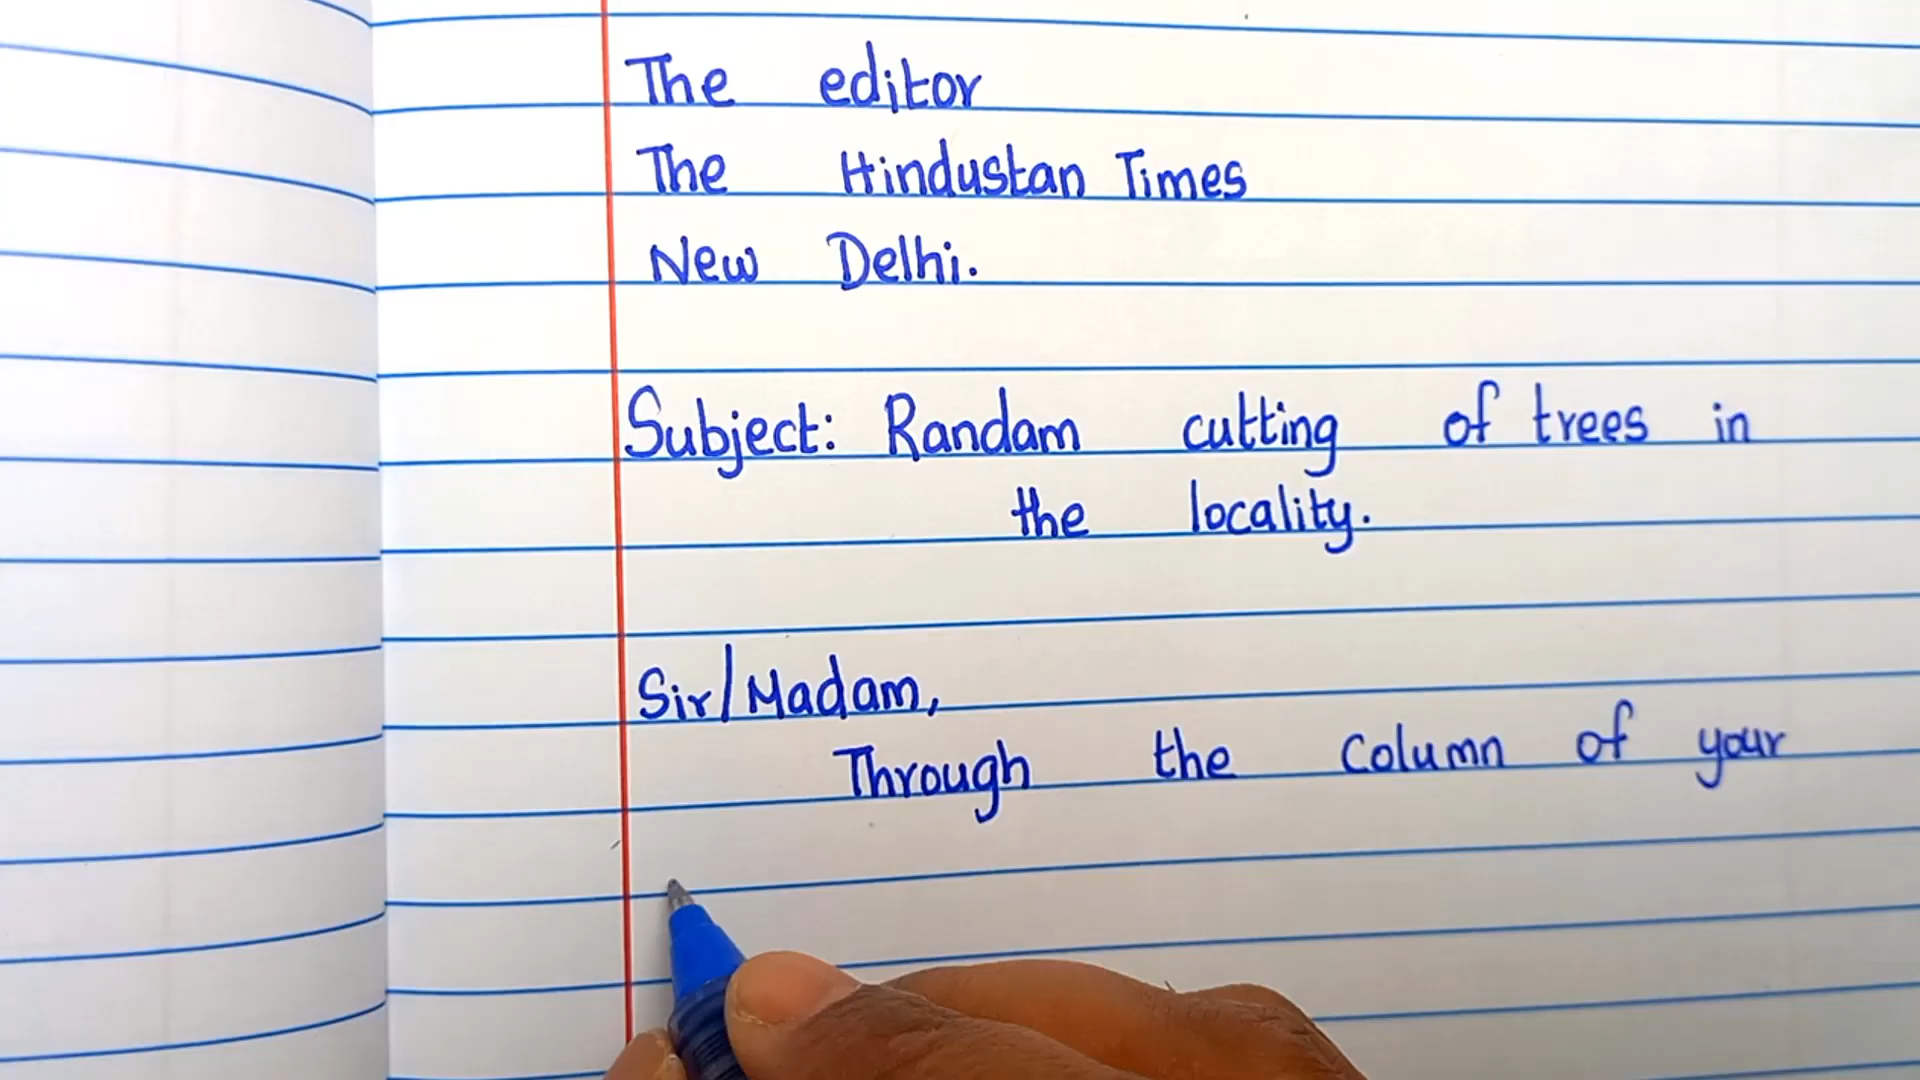 The editor
The Hindustan Times
New Delhi.
Subject: Randam cutting of trees in
the locality.
Sir/Madam,
Through the column of your